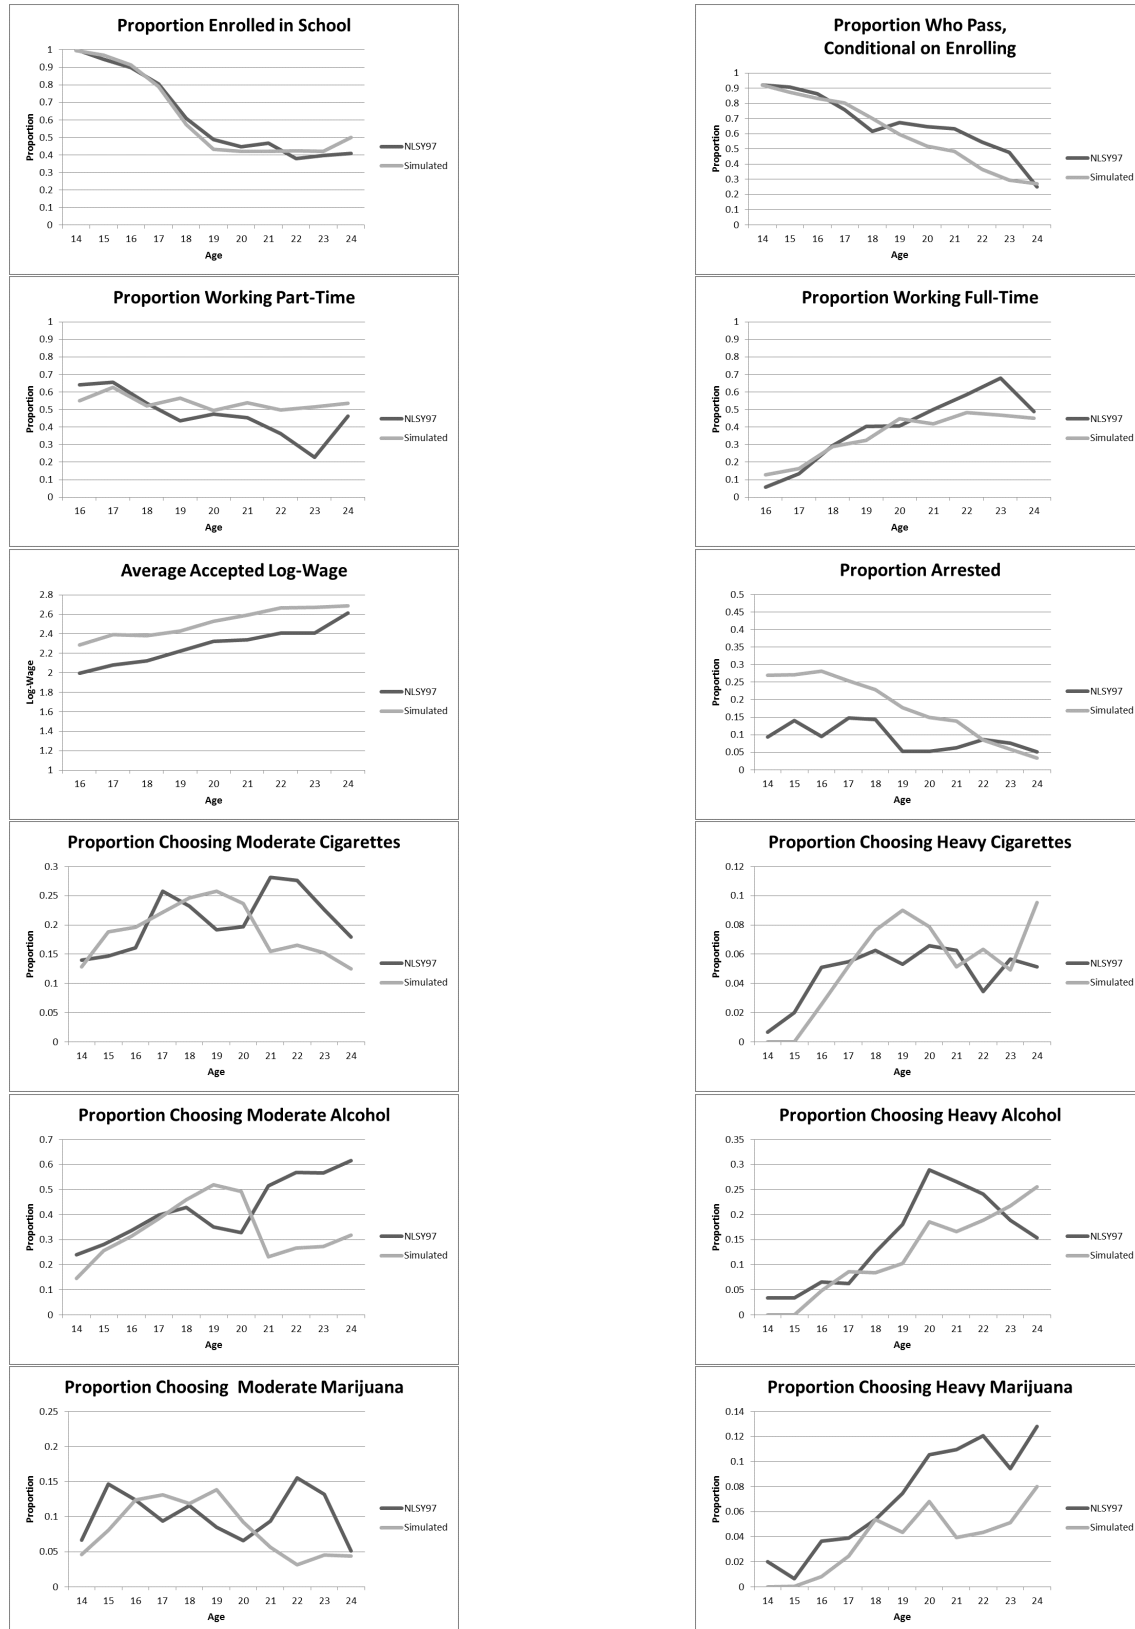 Proportion Enrolled in School
1
0.9
0.8
0.7
0.6
0.5
0.4
0.3
0.2
0.1
0
Proportion
14 15 16 17 18 19 20 21 22 23 24
Age
NLSY97
Simulated
Proportion Who Pass,
Conditional on Enrolling
1
0.9
0.8
0.7
0.6
0.5
0.4
0.3
0.2
0.1
0
Proportion
14 15 16 17 18 19 20 21 22 23 24
Age
NLSY97
Simulated
Proportion Working Part-Time
1
0.9
0.8
0.7
0.6
0.5
0.4
0.3
0.2
0.1
0
Proportion
16 17 18 19 20 21 22 23 24
Age
NLSY97
Simulated
Proportion Working Full-Time
1
0.9
0.8
0.7
0.6
0.5
0.4
0.3
0.2
0.1
0
Proportion
16 17 18 19 20 21 22 23 24
Age
NLSY97
Simulated
Average Accepted Log-Wage
2.8
2.6
2.4
2.2
2
1.8
1.6
1.4
1.2
1
Log-Wage
16 17 18 19 20 21 22 23 24
Age
NLSY97
Simulated
Proportion Arrested
0.5
0.45
0.4
0.35
0.3
0.25
0.2
0.15
0.1
0.05
0
Proportion
14 15 16 17 18 19 20 21 22 23 24
Age
NLSY97
Simulated
Proportion Choosing Moderate Cigarettes
0.3
0.25
0.2
0.15
0.1
0.05
0
Proportion
14 15 16 17 18 19 20 21 22 23 24
Age
NLSY97
Simulated
Proportion Choosing Heavy Cigarettes
0.12
0.1
0.08
0.06
0.04
0.02
0
Proportion
14 15 16 17 18 19 20 21 22 23 24
Age
NLSY97
Simulated
Proportion Choosing Moderate Alcohol
0.7
0.6
0.5
0.4
0.3
0.2
0.1
0
Proportion
14 15 16 17 18 19 20 21 22 23 24
Age
NLSY97
Simulated
Proportion Choosing Heavy Alcohol
0.35
0.3
0.25
0.2
0.15
0.1
0.05
0
Proportion
14 15 16 17 18 19 20 21 22 23 24
Age
NLSY97
Simulated
Proportion Choosing Moderate Marijuana
0.25
0.2
0.15
0.1
0.05
0
Proportion
14 15 16 17 18 19 20 21 22 23 24
Age
NLSY97
Simulated
Proportion Choosing Heavy Marijuana
0.14
0.12
0.1
0.08
0.06
0.04
0.02
0
Proportion
14 15 16 17 18 19 20 21 22 23 24
Age
NLSY97
Simulated